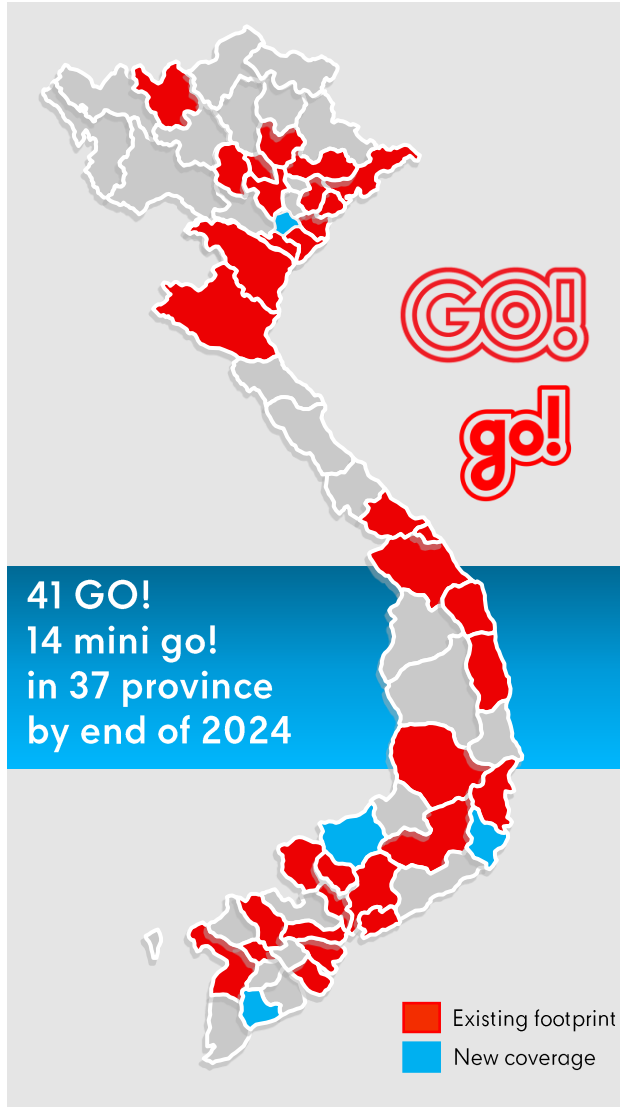 GO!
go!
41 GO!
14 mini go!
in 37 province
by end of 2024
Existing footprint
New coverage